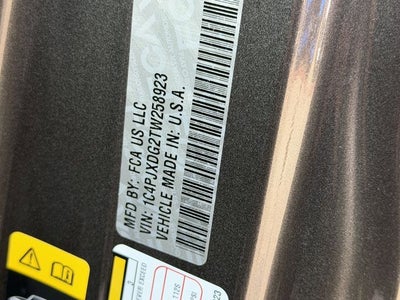 MFD BY: FCA US LLC
VIN: 1C4PJXDG2TW258923
VEHICLE MADE IN: U.S.A.